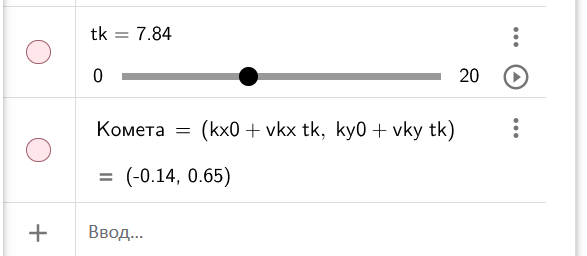 tk = 7.84
0 20
Комета = (kx0 + vkx tk, ky0 + vky tk)
= (-0.14, 0.65)
Ввод...